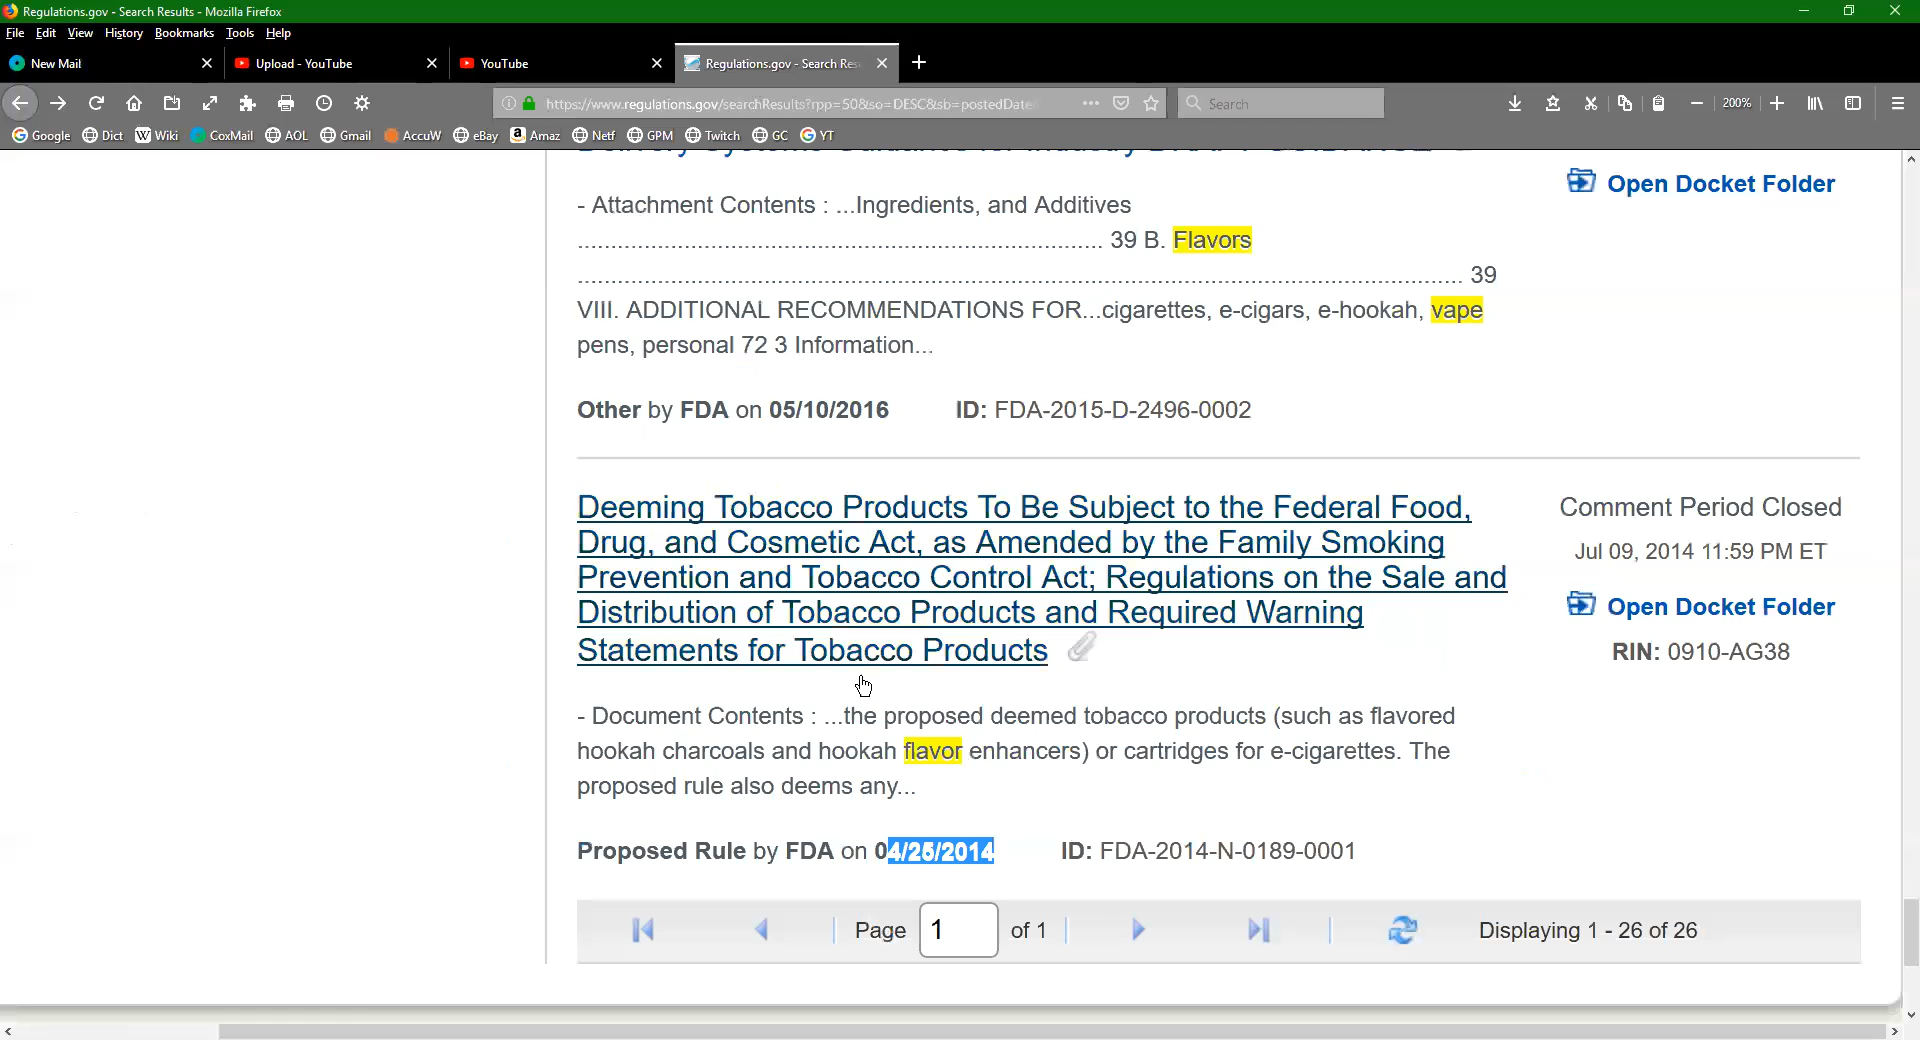 Regulations.gov - Search Results - Mozilla Firefox
File Edit View History Bookmarks Tools Help
New Mail
Upload - YouTube
YouTube
Regulations.gov - Search Res
https://www.regulations.gov/searchResults?rpp=50&so=DESC&sb=postedDate
Search
200%
Google Dict Wiki CoxMail AOL Gmail AccuW eBay Amaz Netf GPM Twitch GC YT
Open Docket Folder
- Attachment Contents : ...Ingredients, and Additives
.............................................................................. 39 B. Flavors
.................................................................................................................................... 39
VIII. ADDITIONAL RECOMMENDATIONS FOR...cigarettes, e-cigars, e-hookah, vape
pens, personal 72 3 Information...
Other by FDA on 05/10/2016 ID: FDA-2015-D-2496-0002
Deeming Tobacco Products To Be Subject to the Federal Food,
Drug, and Cosmetic Act, as Amended by the Family Smoking
Prevention and Tobacco Control Act; Regulations on the Sale and
Distribution of Tobacco Products and Required Warning
Statements for Tobacco Products
Comment Period Closed
Jul 09, 2014 11:59 PM ET
Open Docket Folder
RIN: 0910-AG38
- Document Contents : ...the proposed deemed tobacco products (such as flavored
hookah charcoals and hookah flavor enhancers) or cartridges for e-cigarettes. The
proposed rule also deems any...
Proposed Rule by FDA on 04/25/2014 ID: FDA-2014-N-0189-0001
Page 1 of 1
Displaying 1 - 26 of 26